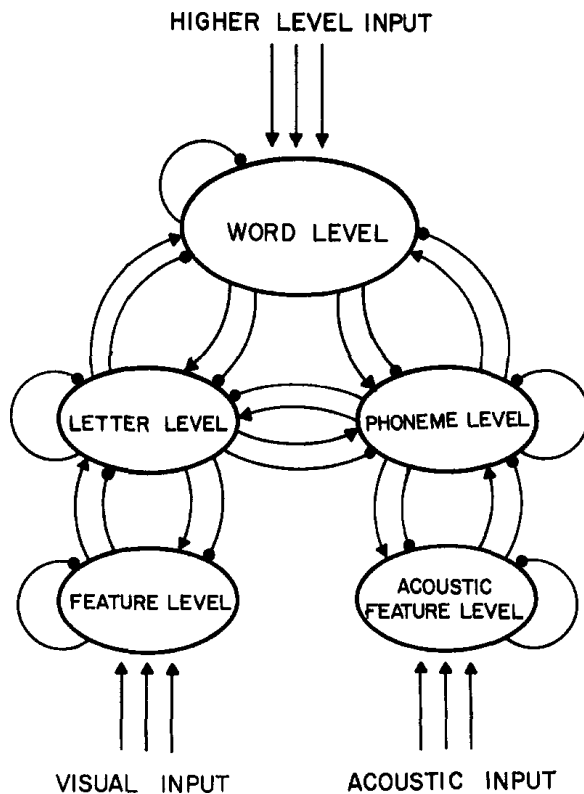 HIGHER LEVEL INPUT
WORD LEVEL
LETTER LEVEL
PHONEME LEVEL
FEATURE LEVEL
ACOUSTIC
FEATURE LEVEL
VISUAL INPUT
ACOUSTIC INPUT